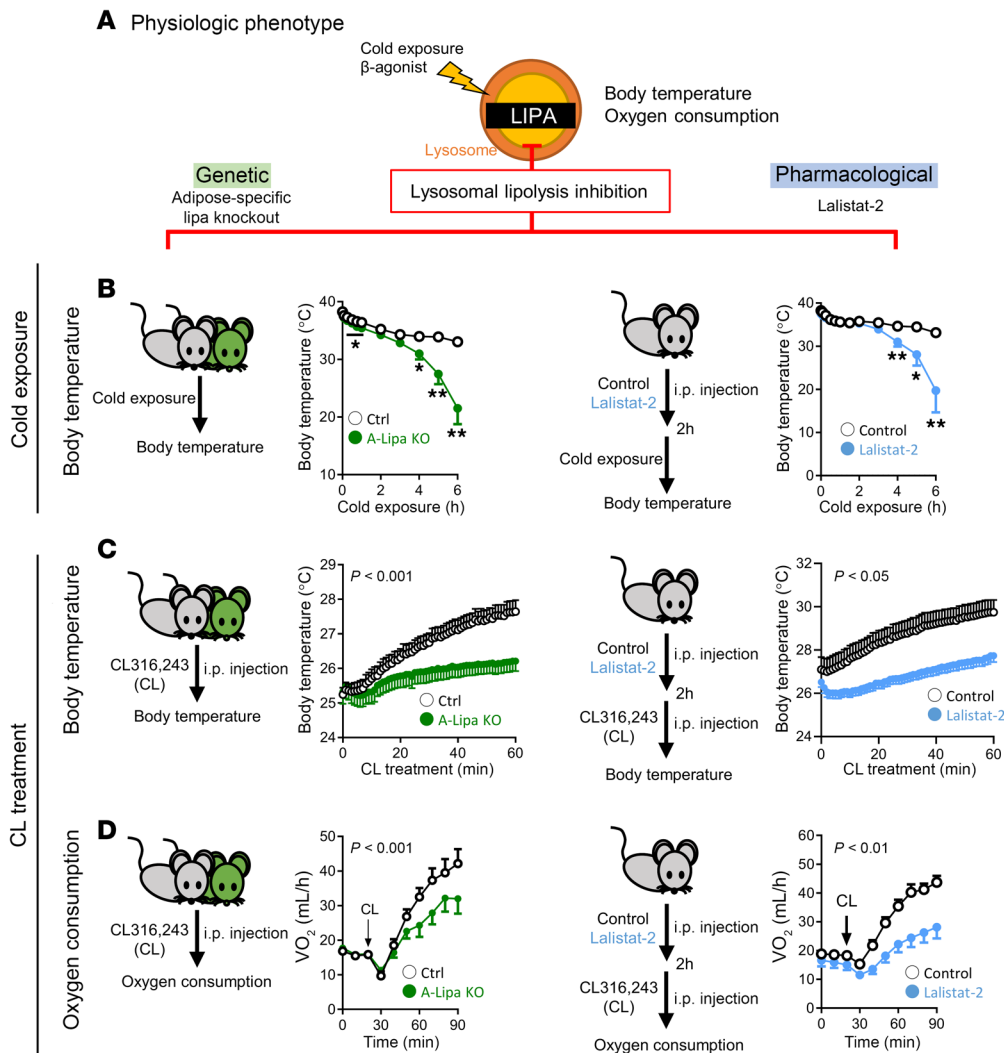 A Physiologic phenotype
Cold exposure
β-agonist
LIPA
Body temperature
Oxygen consumption
Lysosome
Genetic
Adipose-specific
lipa knockout
Lysosomal lipolysis inhibition
Pharmacological
Lalistat-2
Cold exposure
Body temperature
B
Cold exposure
Body temperature
Body temperature (°C)
40
30
20
10
*
*
**
**
Ctrl
A-Lipa KO
0 2 4 6
Cold exposure (h)
Control
Lalistat-2
i.p. injection
2h
Cold exposure
Body temperature
Body temperature (°C)
40
30
20
10
0
**
*
**
Control
Lalistat-2
0 2 4 6
Cold exposure (h)
CL treatment
Body temperature
C
CL316,243
(CL)
i.p. injection
Body temperature
Body temperature (°C)
29
28
27
26
25
24
P < 0.001
Ctrl
A-Lipa KO
0 20 40 60
CL treatment (min)
Control
Lalistat-2
i.p. injection
2h
CL316,243
(CL)
i.p. injection
Body temperature
Body temperature (°C)
32
30
28
26
24
P < 0.05
Control
Lalistat-2
0 20 40 60
CL treatment (min)
Oxygen consumption
D
CL316,243
(CL)
i.p. injection
Oxygen consumption
VO2 (mL/h)
50
40
30
20
10
0
P < 0.001
CL
Ctrl
A-Lipa KO
0 30 60 90
Time (min)
Control
Lalistat-2
i.p. injection
2h
CL316,243
(CL)
i.p. injection
Oxygen consumption
VO2 (mL/h)
60
50
40
30
20
10
0
P < 0.01
CL
Control
Lalistat-2
0 30 60 90
Time (min)